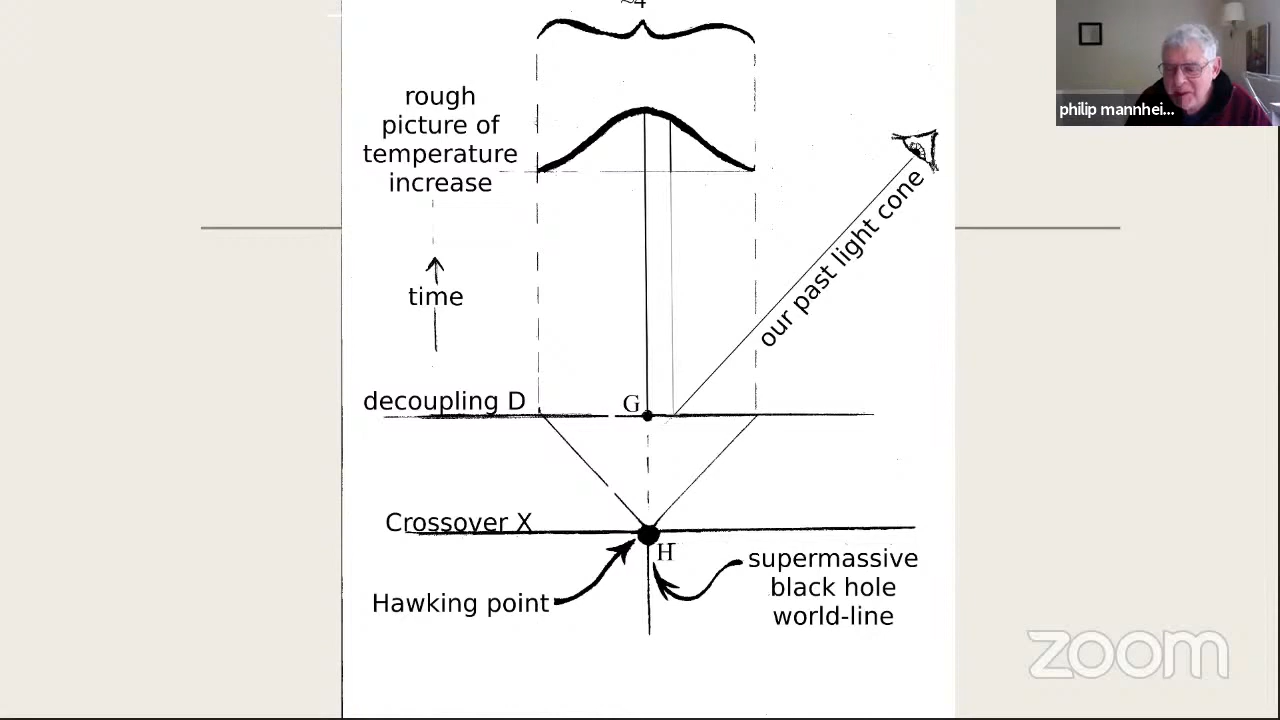 ~4
rough
picture of
temperature
increase
time
our past light cone
decoupling D
G
Crossover X
H
Hawking point
supermassive
black hole
world-line
philip mannhei...
zoom